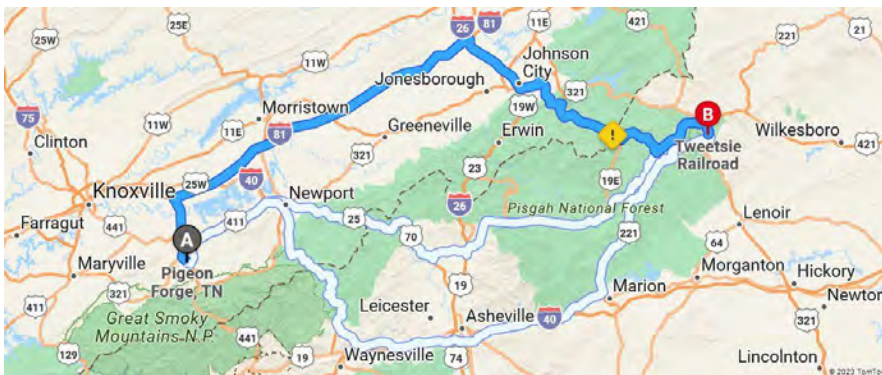 25W
25W
81
26
81
11E
221
21
Johnson
City
321
75
11W
Jonesborough
19W
Morristown
11W
Clinton
11E
81
Greeneville
Erwin
B
Tweetsie
Railroad
Wilkesboro
421
321
23
25W
40
19E
Knoxville
Newport
26
Pisgah National Forest
411
25
Lenoir
Farragut
441
A
70
221
64
Maryville
Pigeon
Forge, TN
19
Morganton
Hickory
321
Marion
411
Leicester
Newton
Great Smoky
Mountains N.P.
Asheville
40
321
441
129
19
Waynesville
74
Lincolnton
© 2023 TomTo